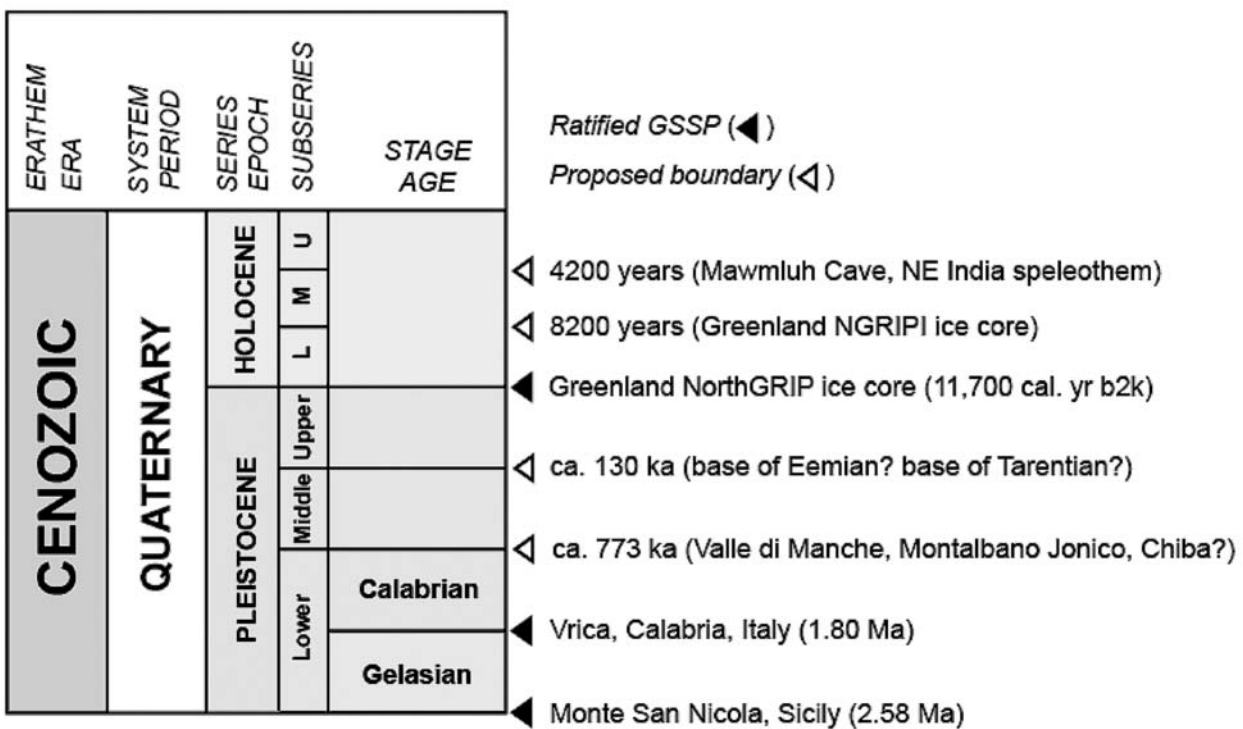 ERATHEM
ERA
SYSTEM
PERIOD
SERIES
EPOCH
SUBSERIES
STAGE
AGE
Ratified GSSP (◀)
Proposed boundary (◁)
CENOZOIC
QUATERNARY
HOLOCENE
U
M
L
4200 years (Mawmluh Cave, NE India speleothem)
8200 years (Greenland NGRIPI ice core)
Greenland NorthGRIP ice core (11,700 cal. yr b2k)
PLEISTOCENE
Upper
Middle
Lower
ca. 130 ka (base of Eemian? base of Tarentian?)
ca. 773 ka (Valle di Manche, Montalbano Jonico, Chiba?)
Calabrian
Vrica, Calabria, Italy (1.80 Ma)
Gelasian
Monte San Nicola, Sicily (2.58 Ma)